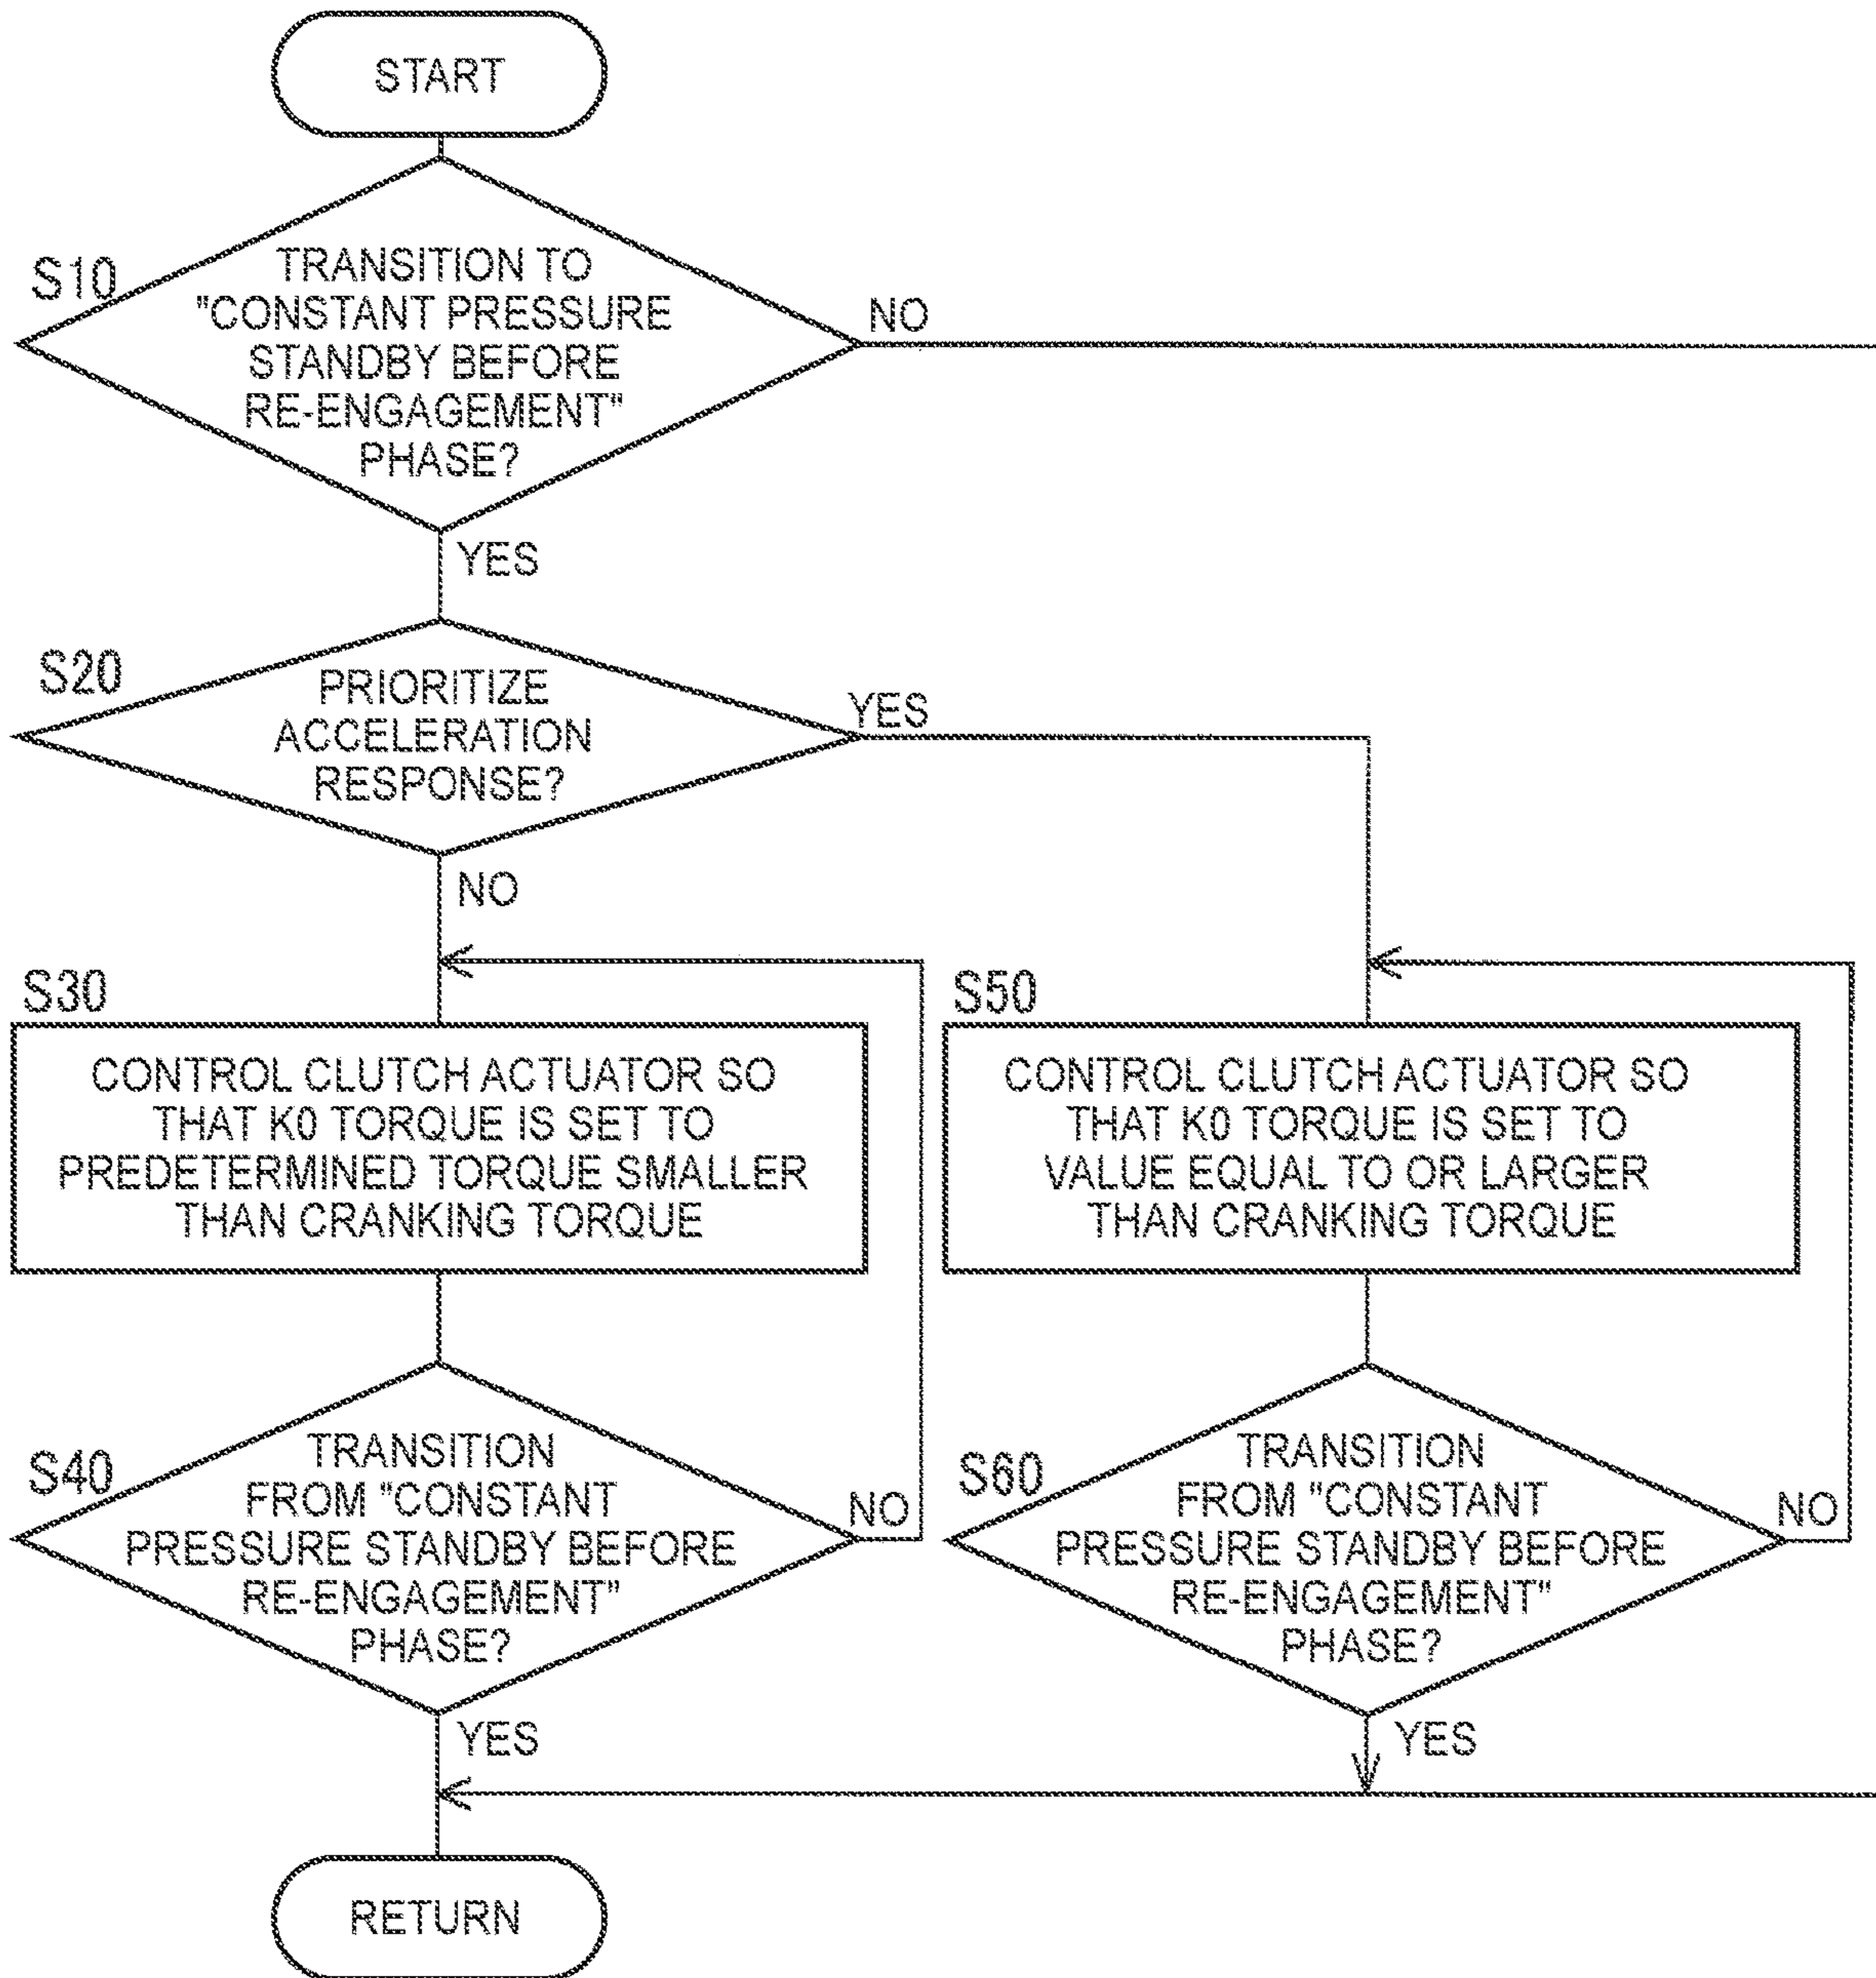 START
S10
TRANSITION TO
"CONSTANT PRESSURE
STANDBY BEFORE
RE-ENGAGEMENT"
PHASE?
NO
YES
S20
PRIORITIZE
ACCELERATION
RESPONSE?
YES
NO
S30
CONTROL CLUTCH ACTUATOR SO
THAT K0 TORQUE IS SET TO
PREDETERMINED TORQUE SMALLER
THAN CRANKING TORQUE
S50
CONTROL CLUTCH ACTUATOR SO
THAT K0 TORQUE IS SET TO
VALUE EQUAL TO OR LARGER
THAN CRANKING TORQUE
S40
TRANSITION
FROM "CONSTANT
PRESSURE STANDBY BEFORE
RE-ENGAGEMENT"
PHASE?
NO
YES
S60
TRANSITION
FROM "CONSTANT
PRESSURE STANDBY BEFORE
RE-ENGAGEMENT"
PHASE?
NO
YES
RETURN